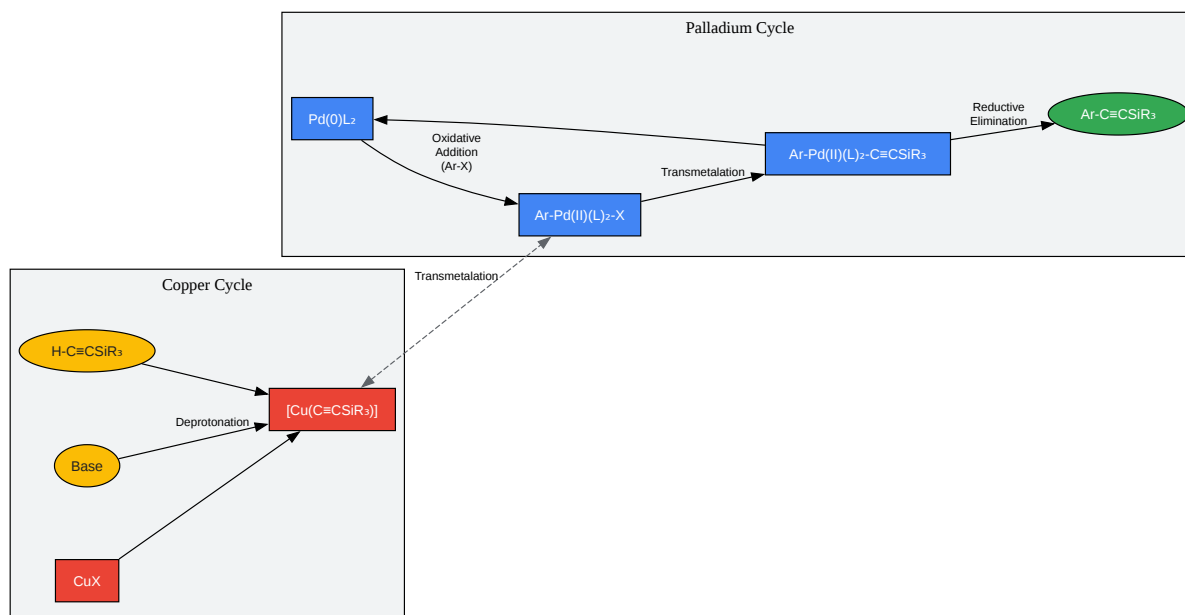 Palladium Cycle
Pd(0)L₂
Oxidative
Addition
(Ar-X)
Ar-Pd(II)(L)₂-X
Transmetalation
Ar-Pd(II)(L)₂-C≡CSiR₃
Reductive
Elimination
Ar-C≡CSiR₃
Transmetalation
Copper Cycle
H-C≡CSiR₃
Deprotonation
Base
[Cu(C≡CSiR₃)]
CuX